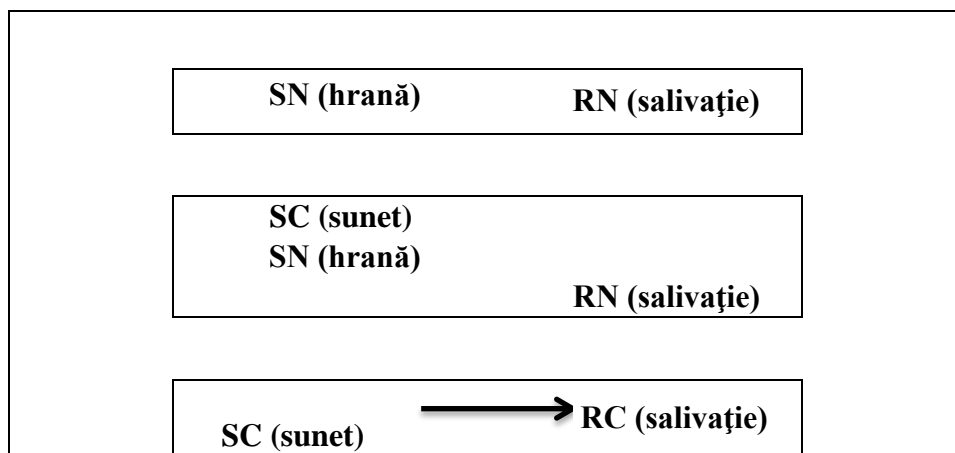 SN (hrană) RN (salivaţie)
SC (sunet)
SN (hrană)
RN (salivaţie)
SC (sunet) RC (salivaţie)